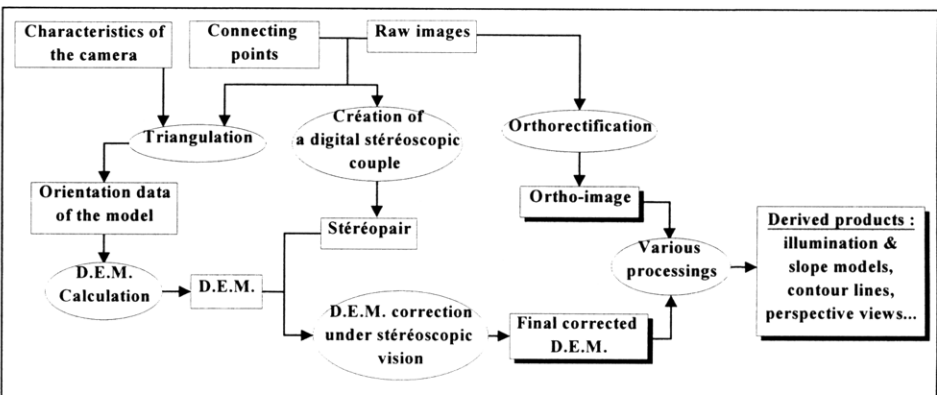 Characteristics of
the camera
Connecting
points
Raw images
Triangulation
Création of
a digital stéréoscopic
couple
Orthorectification
Orientation data
of the model
Stéréopair
Ortho-image
D.E.M.
Calculation
D.E.M.
D.E.M. correction
under stéréoscopic
vision
Final corrected
D.E.M.
Various
processings
Derived products :
illumination &
slope models,
contour lines,
perspective views...